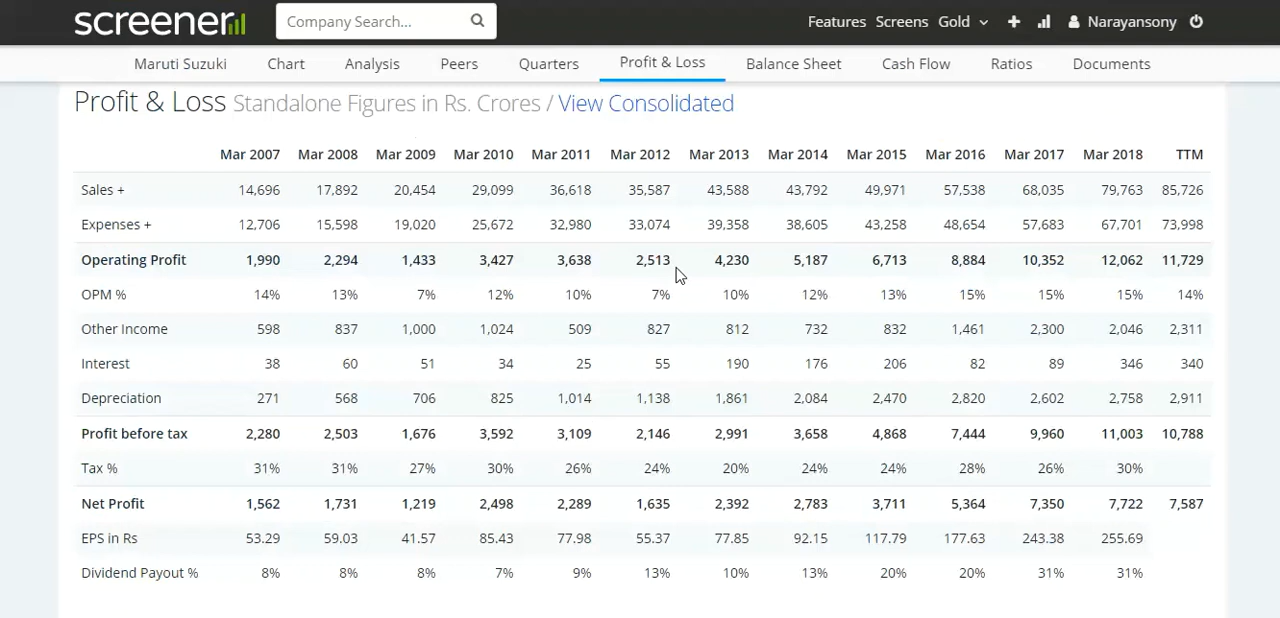 screener Company Search... Features Screens Gold Narayansony
Maruti Suzuki Chart Analysis Peers Quarters Profit & Loss Balance Sheet Cash Flow Ratios Documents
Profit & Loss Standalone Figures in Rs. Crores / View Consolidated
Mar 2007 Mar 2008 Mar 2009 Mar 2010 Mar 2011 Mar 2012 Mar 2013 Mar 2014 Mar 2015 Mar 2016 Mar 2017 Mar 2018 TTM
Sales + 14,696 17,892 20,454 29,099 36,618 35,587 43,588 43,792 49,971 57,538 68,035 79,763 85,726
Expenses + 12,706 15,598 19,020 25,672 32,980 33,074 39,358 38,605 43,258 48,654 57,683 67,701 73,998
Operating Profit 1,990 2,294 1,433 3,427 3,638 2,513 4,230 5,187 6,713 8,884 10,352 12,062 11,729
OPM % 14% 13% 7% 12% 10% 7% 10% 12% 13% 15% 15% 15% 14%
Other Income 598 837 1,000 1,024 509 827 812 732 832 1,461 2,300 2,046 2,311
Interest 38 60 51 34 25 55 190 176 206 82 89 346 340
Depreciation 271 568 706 825 1,014 1,138 1,861 2,084 2,470 2,820 2,602 2,758 2,911
Profit before tax 2,280 2,503 1,676 3,592 3,109 2,146 2,991 3,658 4,868 7,444 9,960 11,003 10,788
Tax % 31% 31% 27% 30% 26% 24% 20% 24% 24% 28% 26% 30%
Net Profit 1,562 1,731 1,219 2,498 2,289 1,635 2,392 2,783 3,711 5,364 7,350 7,722 7,587
EPS in Rs 53.29 59.03 41.57 85.43 77.98 55.37 77.85 92.15 117.79 177.63 243.38 255.69
Dividend Payout % 8% 8% 8% 7% 9% 13% 10% 13% 20% 20% 31% 31%